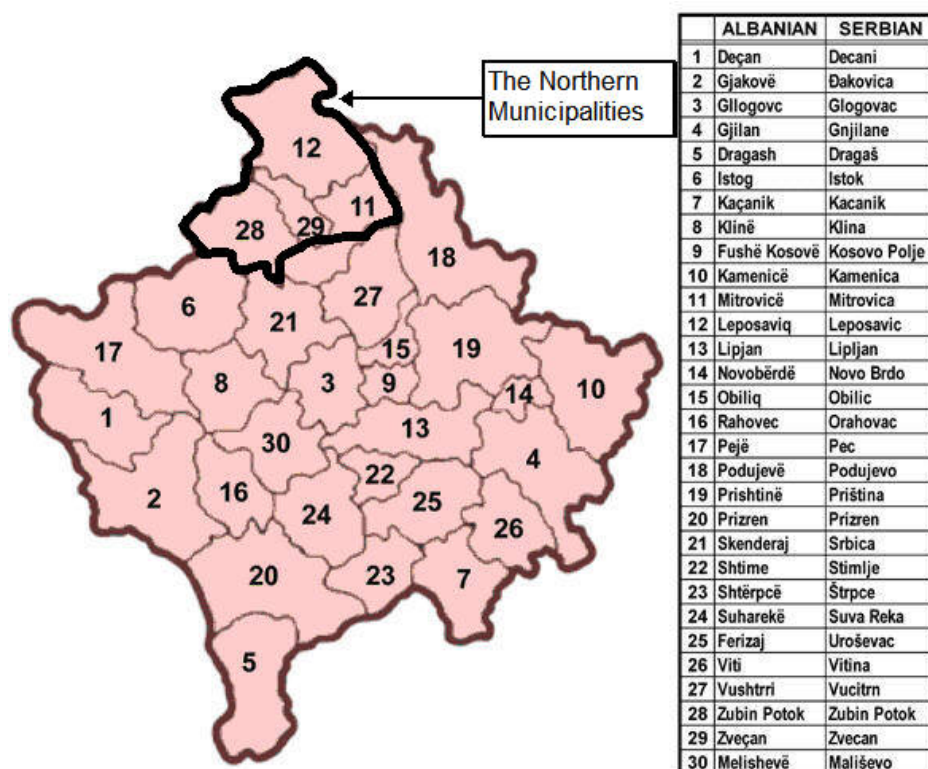 The Northern
Municipalities
12
11
28
29
18
6
27
21
17
15
19
8
3
9
14
10
1
13
30
4
22
2
16
25
24
26
20
23
7
5
ALBANIAN SERBIAN
1 Deçan Decani
2 Gjakovë Đakovica
3 Gllogovc Glogovac
4 Gjilan Gnjilane
5 Dragash Dragaš
6 Istog Istok
7 Kaçanik Kacanik
8 Klinë Klina
9 Fushë Kosovë Kosovo Polje
10 Kamenicë Kamenica
11 Mitrovicë Mitrovica
12 Leposaviq Leposavic
13 Lipjan Lipljan
14 Novobërdë Novo Brdo
15 Obiliq Obilic
16 Rahovec Orahovac
17 Pejë Pec
18 Podujevë Podujevo
19 Prishtinë Priština
20 Prizren Prizren
21 Skenderaj Srbica
22 Shtime Stimlje
23 Shtërpcë Štrpce
24 Suharekë Suva Reka
25 Ferizaj Uroševac
26 Viti Vitina
27 Vushtrri Vucitrn
28 Zubin Potok Zubin Potok
29 Zveçan Zvecan
30 Melishevë Mališevo